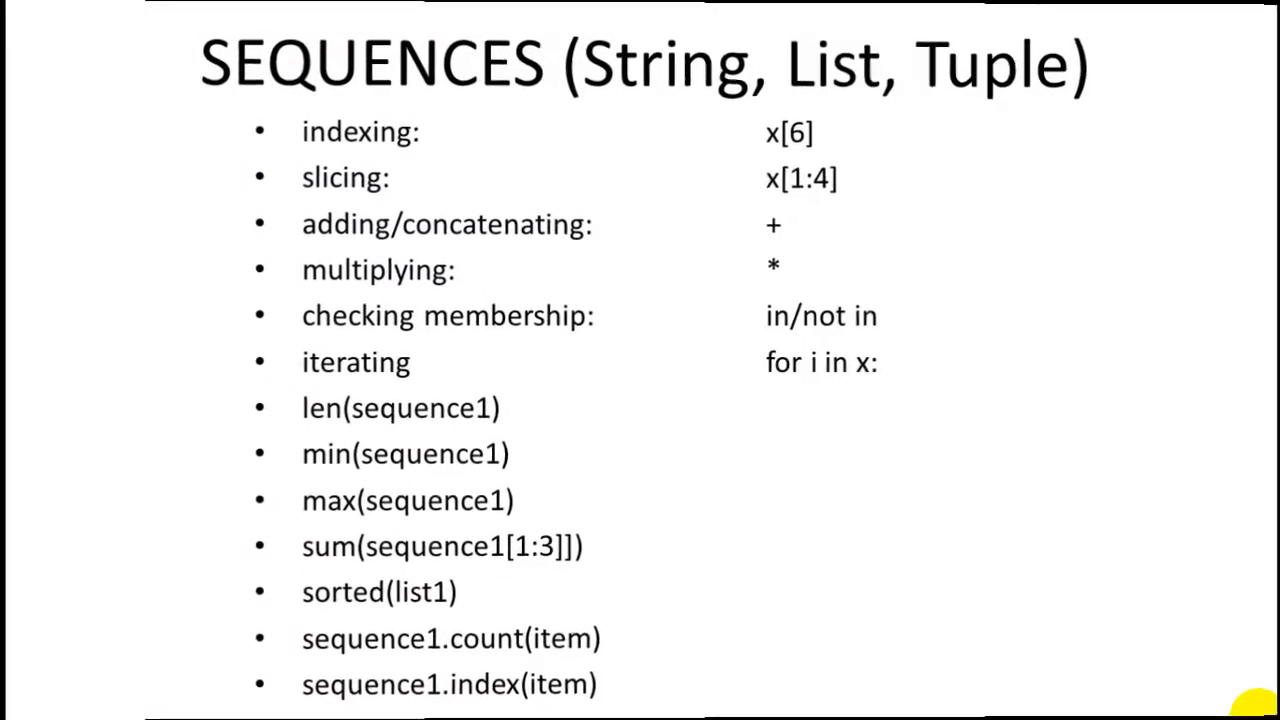 SEQUENCES (String, List, Tuple)
• indexing: x[6]
• slicing: x[1:4]
• adding/concatenating: +
• multiplying: *
• checking membership: in/not in
• iterating for i in x:
• len(sequence1)
• min(sequence1)
• max(sequence1)
• sum(sequence1[1:3]])
• sorted(list1)
• sequence1.count(item)
• sequence1.index(item)